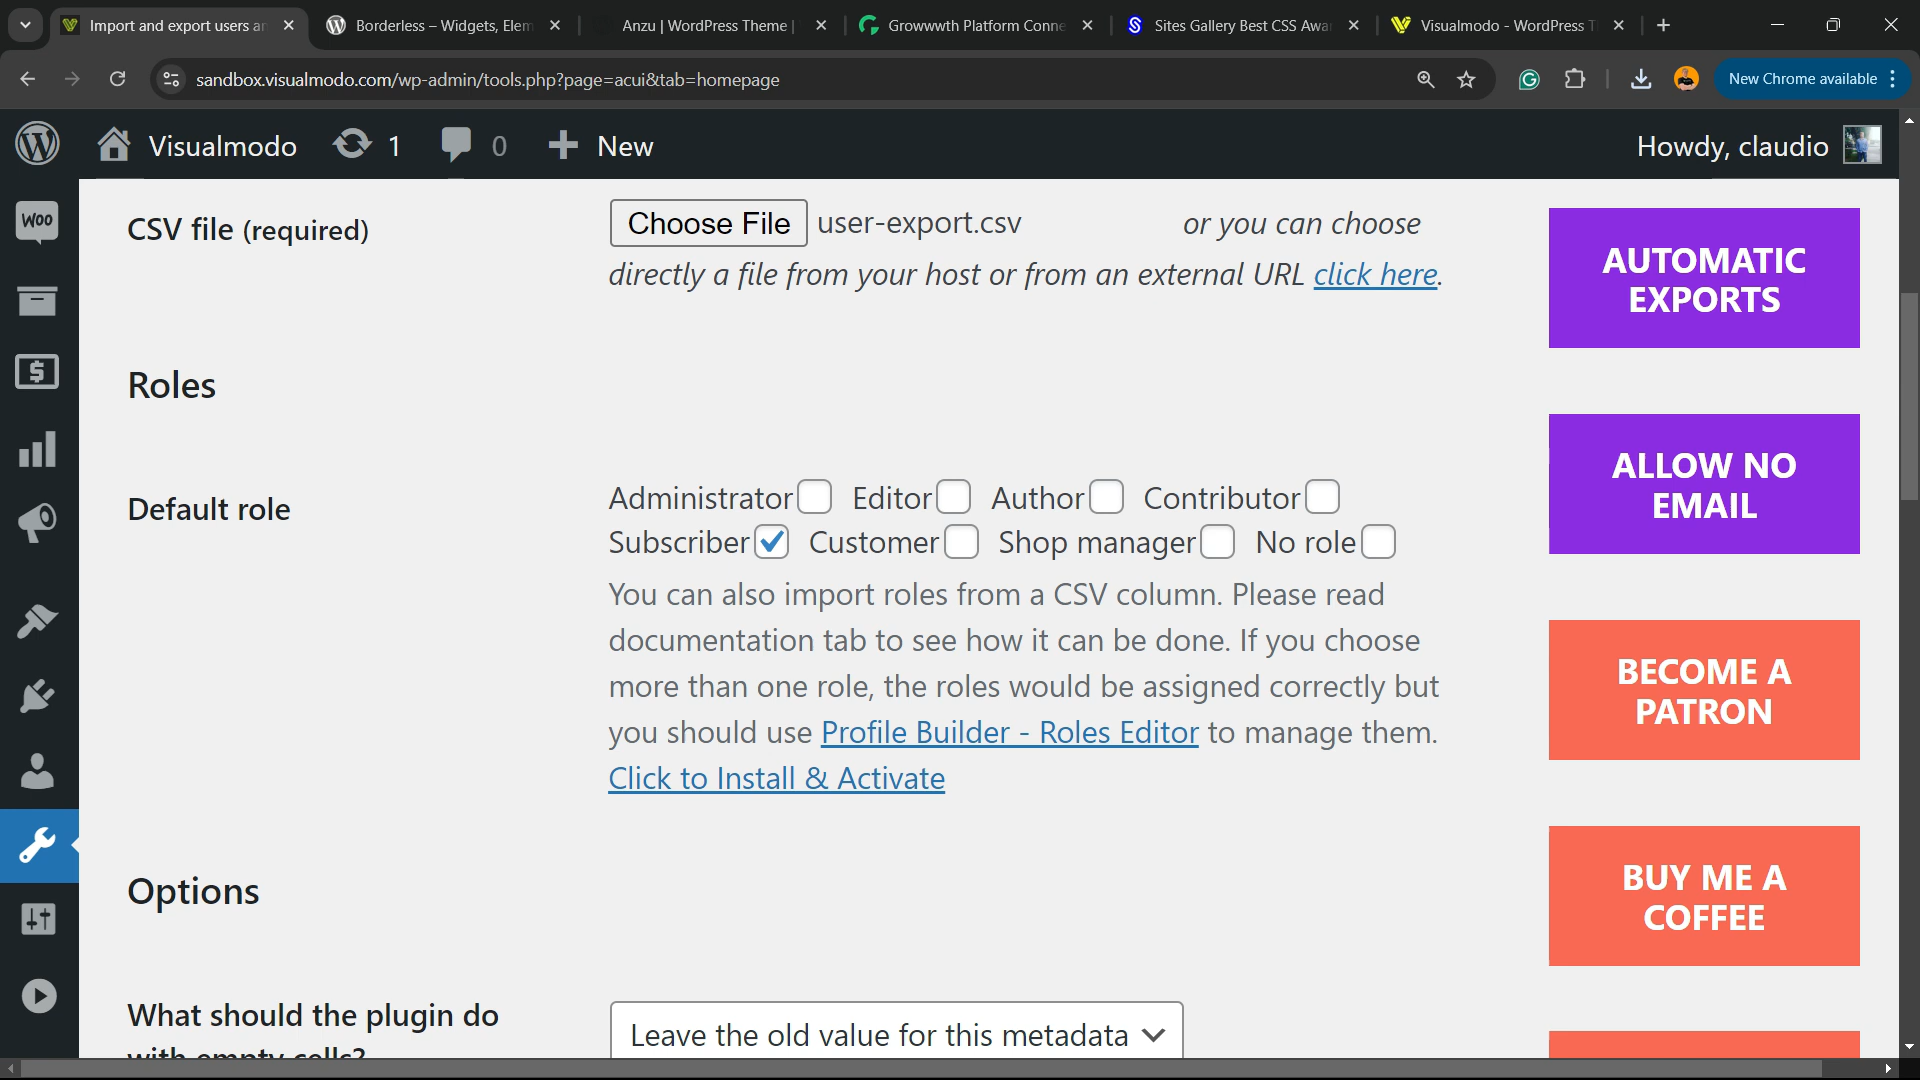 Import and export users a
Borderless – Widgets, Elem
Anzu | WordPress Theme |
Growwwth Platform Conne
Sites Gallery Best CSS Awa
Visualmodo - WordPress T
sandbox.visualmodo.com/wp-admin/tools.php?page=acui&tab=homepage
New Chrome available
Visualmodo
1
0
New
Howdy, claudio
Woo
CSV file (required)
Choose File
user-export.csv
or you can choose
directly a file from your host or from an external URL click here.
Roles
Default role
Administrator Editor Author Contributor
Subscriber Customer Shop manager No role
You can also import roles from a CSV column. Please read
documentation tab to see how it can be done. If you choose
more than one role, the roles would be assigned correctly but
you should use Profile Builder - Roles Editor to manage them.
Click to Install & Activate
Options
What should the plugin do
with empty cells?
Leave the old value for this metadata
AUTOMATIC
EXPORTS
ALLOW NO
EMAIL
BECOME A
PATRON
BUY ME A
COFFEE